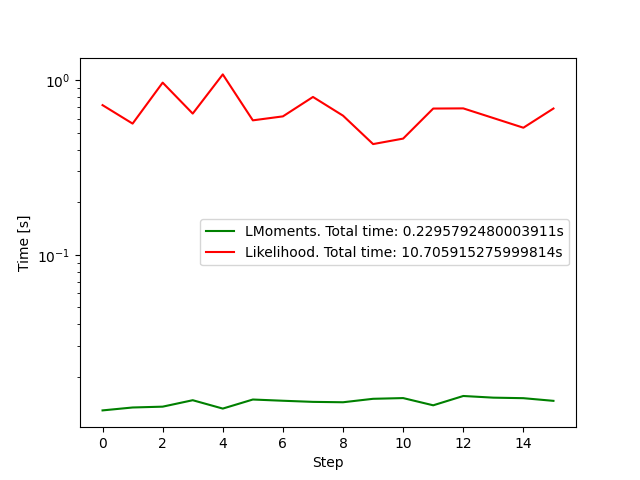 10⁰
10⁻¹
Time [s]
LMoments. Total time: 0.2295792480003911s
Likelihood. Total time: 10.705915275999814s
0 2 4 6 8 10 12 14
Step